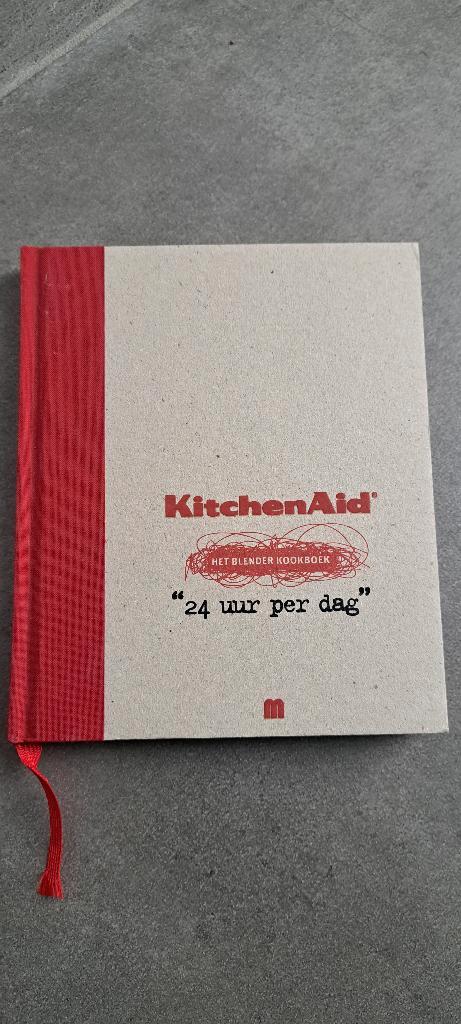 KitchenAid®
HET BLENDER KOOKBOEK
“24 uur per dag”
m